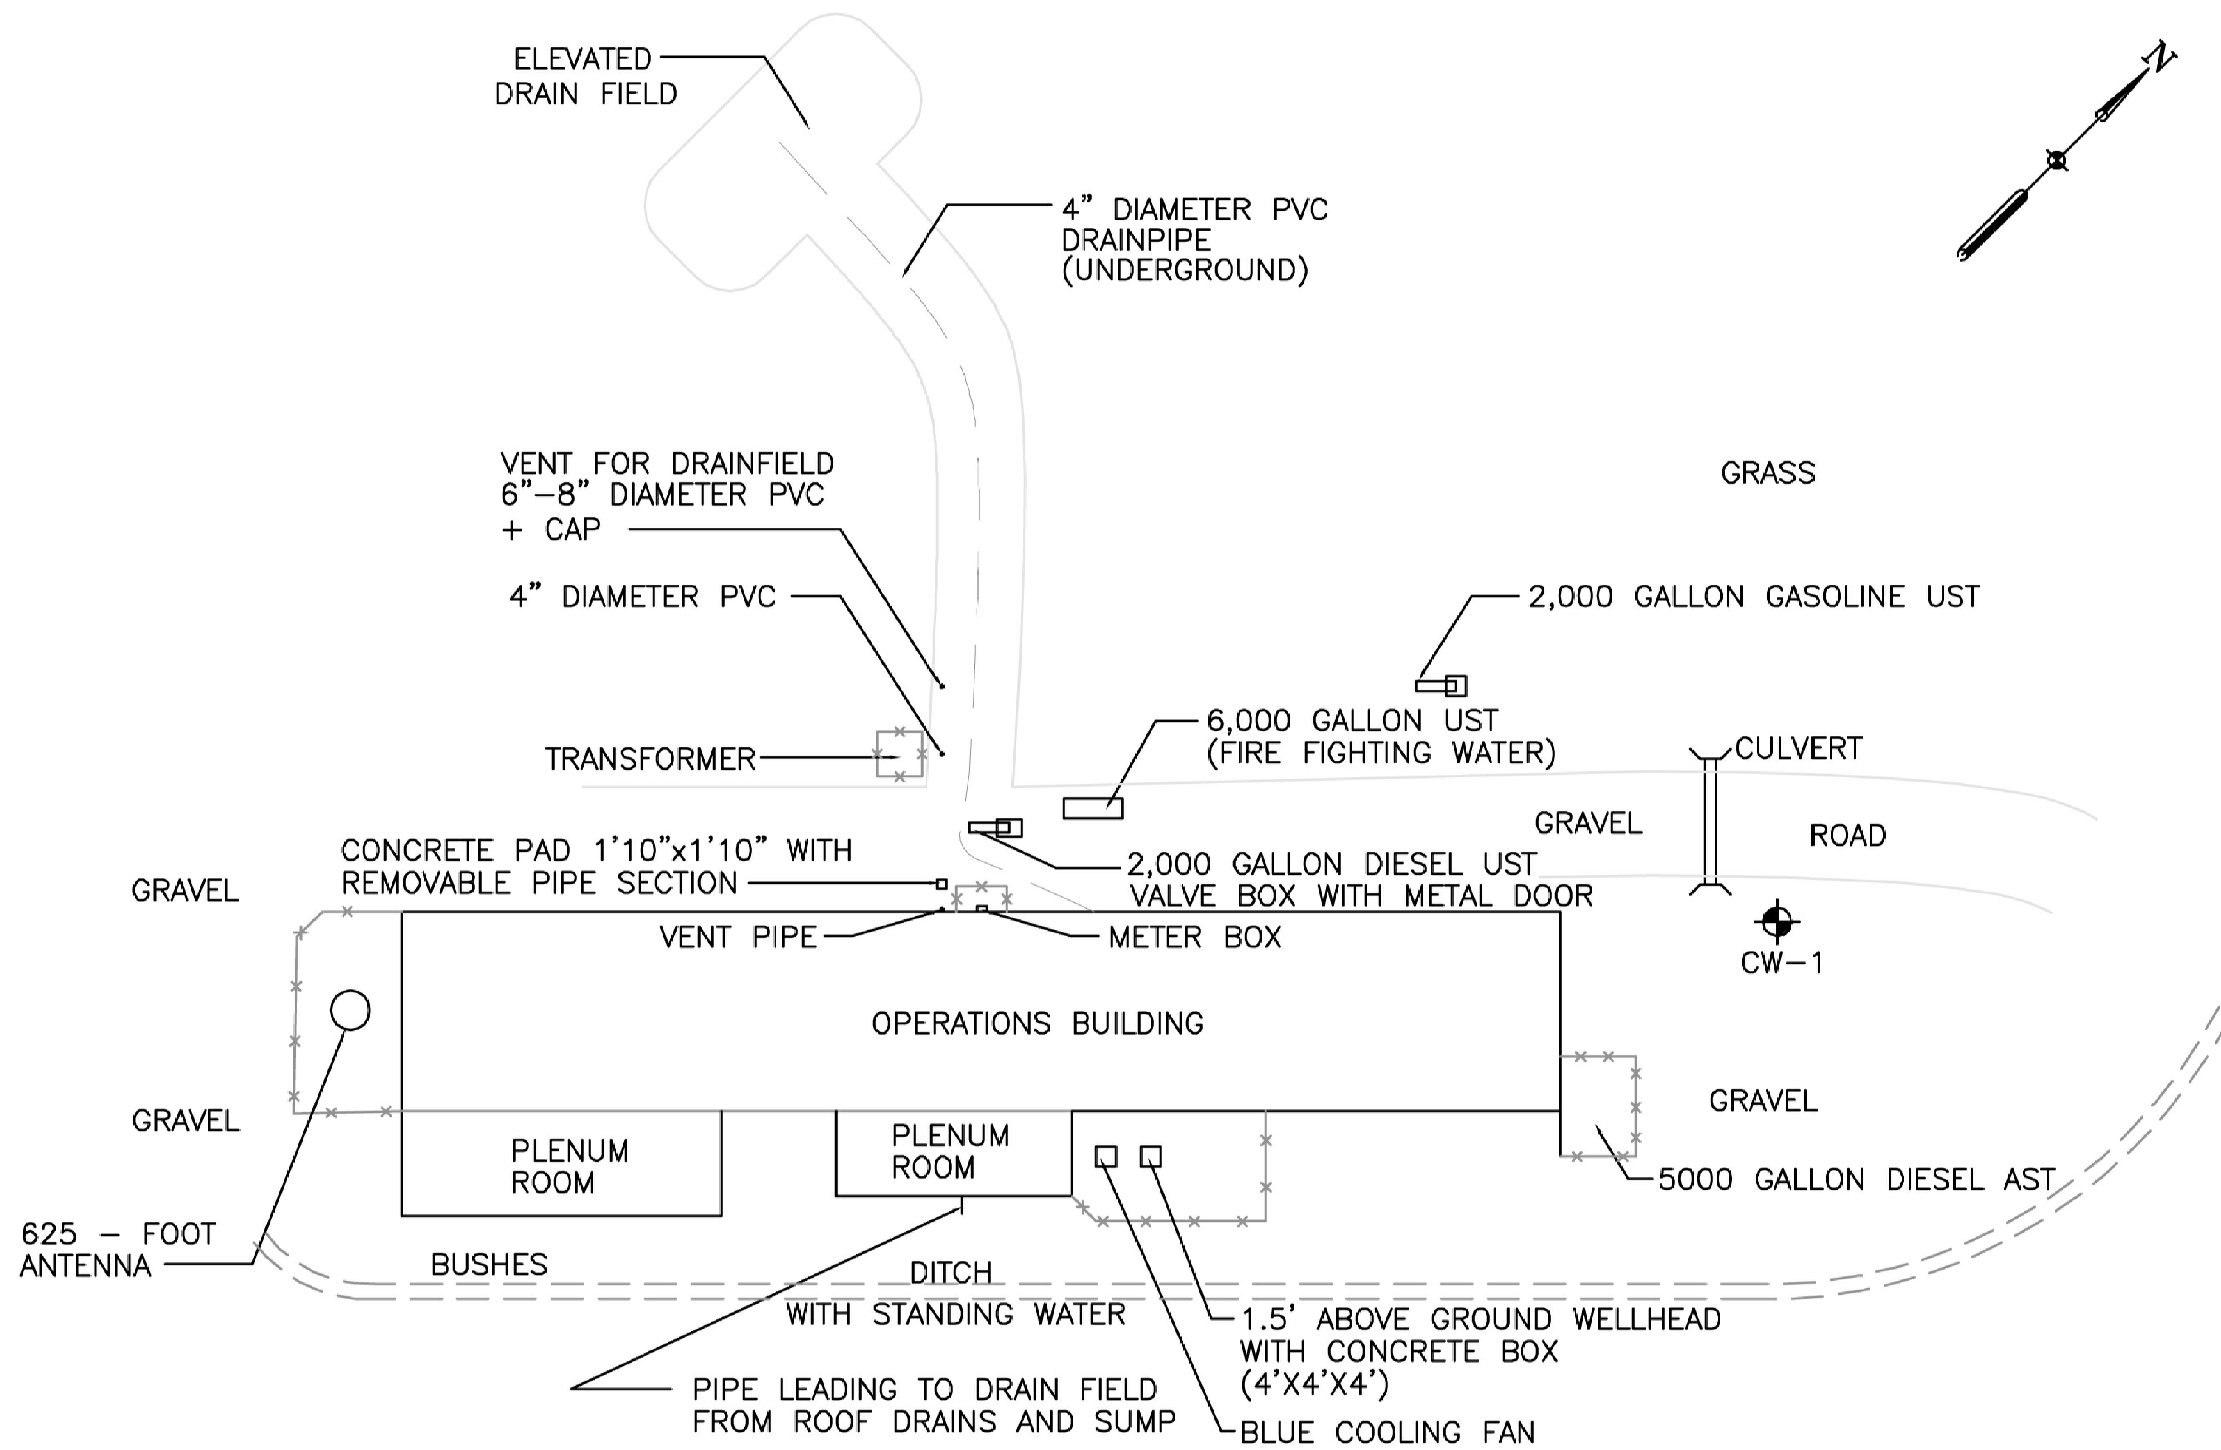 N
ELEVATED
DRAIN FIELD
4" DIAMETER PVC
DRAINPIPE
(UNDERGROUND)
VENT FOR DRAINFIELD
6"–8" DIAMETER PVC
+ CAP
GRASS
4" DIAMETER PVC
2,000 GALLON GASOLINE UST
6,000 GALLON UST
(FIRE FIGHTING WATER)
TRANSFORMER
CULVERT
GRAVEL
ROAD
CONCRETE PAD 1'10"x1'10" WITH
REMOVABLE PIPE SECTION
2,000 GALLON DIESEL UST
VALVE BOX WITH METAL DOOR
GRAVEL
VENT PIPE
METER BOX
CW–1
OPERATIONS BUILDING
GRAVEL
GRAVEL
PLENUM
ROOM
PLENUM
ROOM
5000 GALLON DIESEL AST
625 – FOOT
ANTENNA
BUSHES
DITCH
WITH STANDING WATER
1.5' ABOVE GROUND WELLHEAD
WITH CONCRETE BOX
(4'X4'X4')
PIPE LEADING TO DRAIN FIELD
FROM ROOF DRAINS AND SUMP
BLUE COOLING FAN